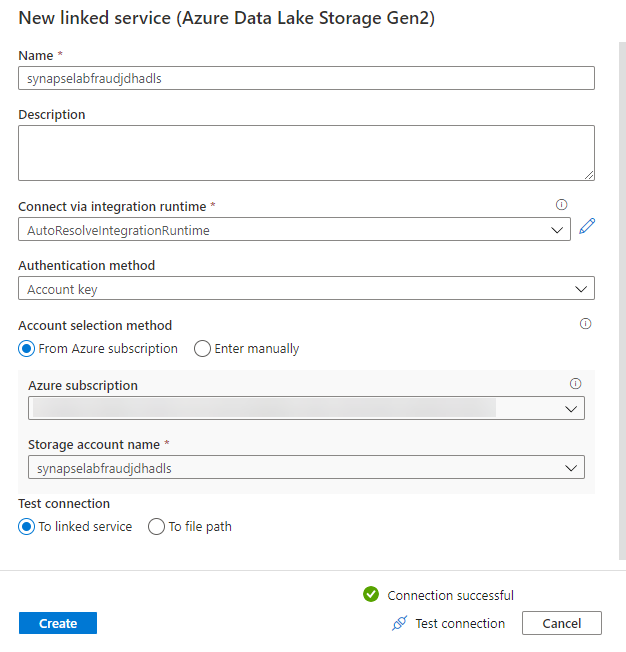 New linked service (Azure Data Lake Storage Gen2)
Name *
synapselabfraudjdhadls
Description
Connect via integration runtime *
AutoResolveIntegrationRuntime
Authentication method
Account key
Account selection method
From Azure subscription Enter manually
Azure subscription
Storage account name *
synapselabfraudjdhadls
Test connection
To linked service To file path
Connection successful
Create Test connection Cancel